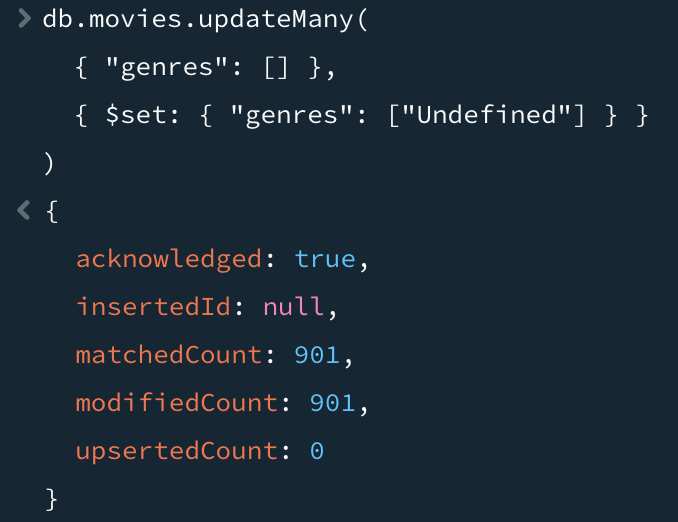 > db.movies.updateMany(
{ "genres": [] },
{ $set: { "genres": ["Undefined"] } }
)
< {
acknowledged: true,
insertedId: null,
matchedCount: 901,
modifiedCount: 901,
upsertedCount: 0
}